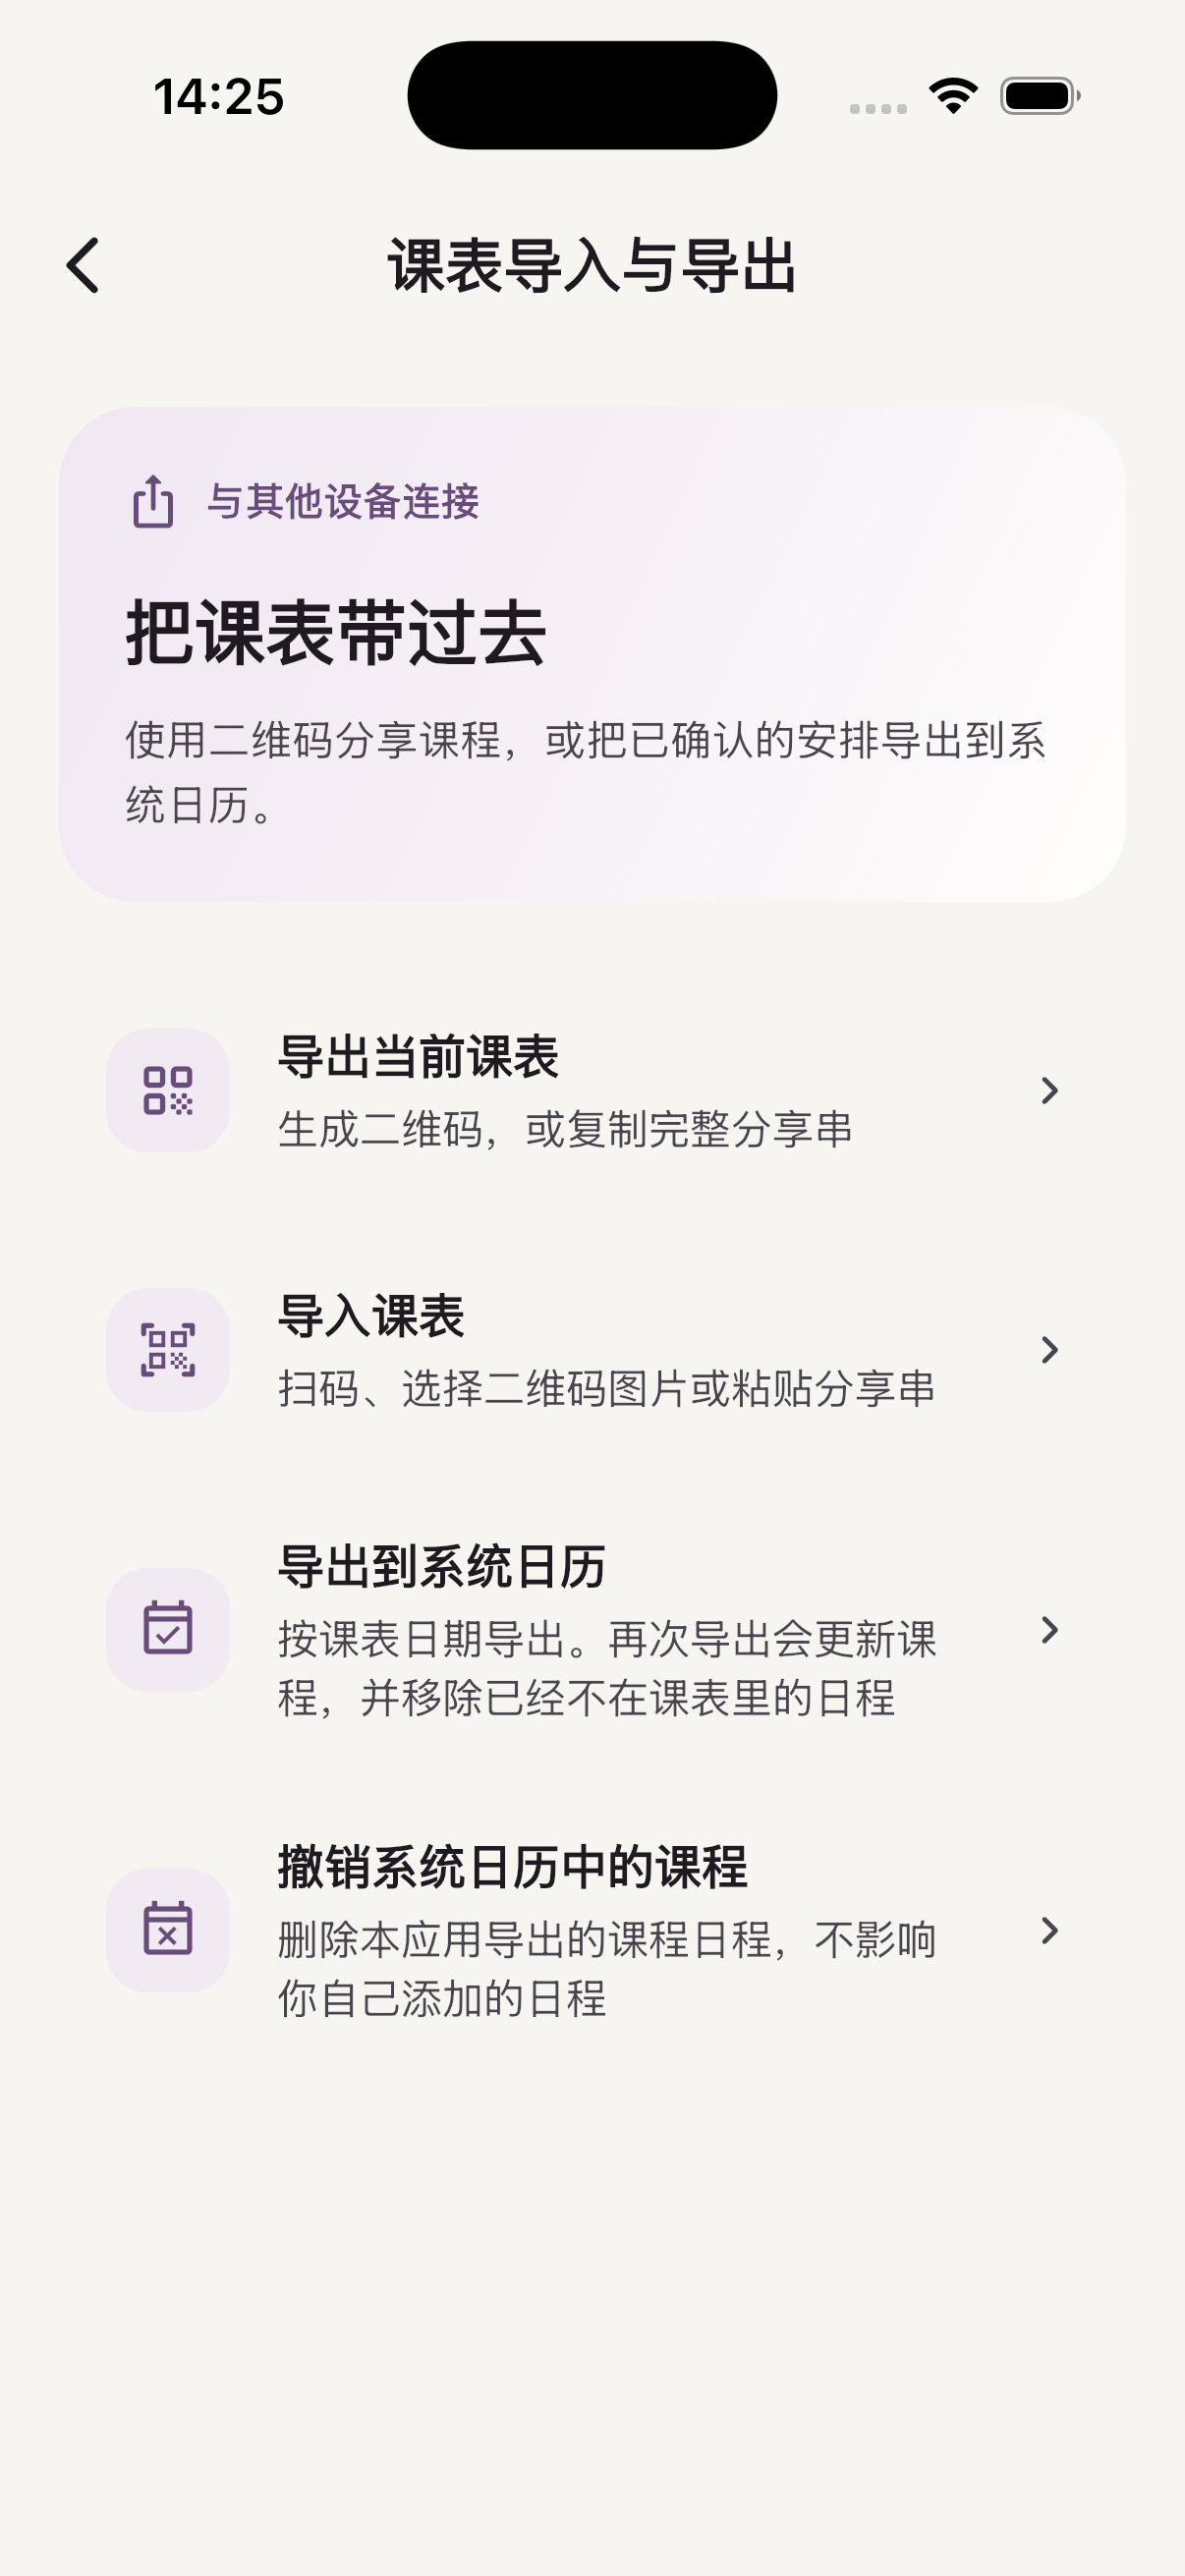 14:25
课表导入与导出
与其他设备连接
把课表带过去
使用二维码分享课程，或把已确认的安排导出到系
统日历。
导出当前课表
生成二维码，或复制完整分享串
导入课表
扫码、选择二维码图片或粘贴分享串
导出到系统日历
按课表日期导出。再次导出会更新课
程，并移除已经不在课表里的日程
撤销系统日历中的课程
删除本应用导出的课程日程，不影响
你自己添加的日程